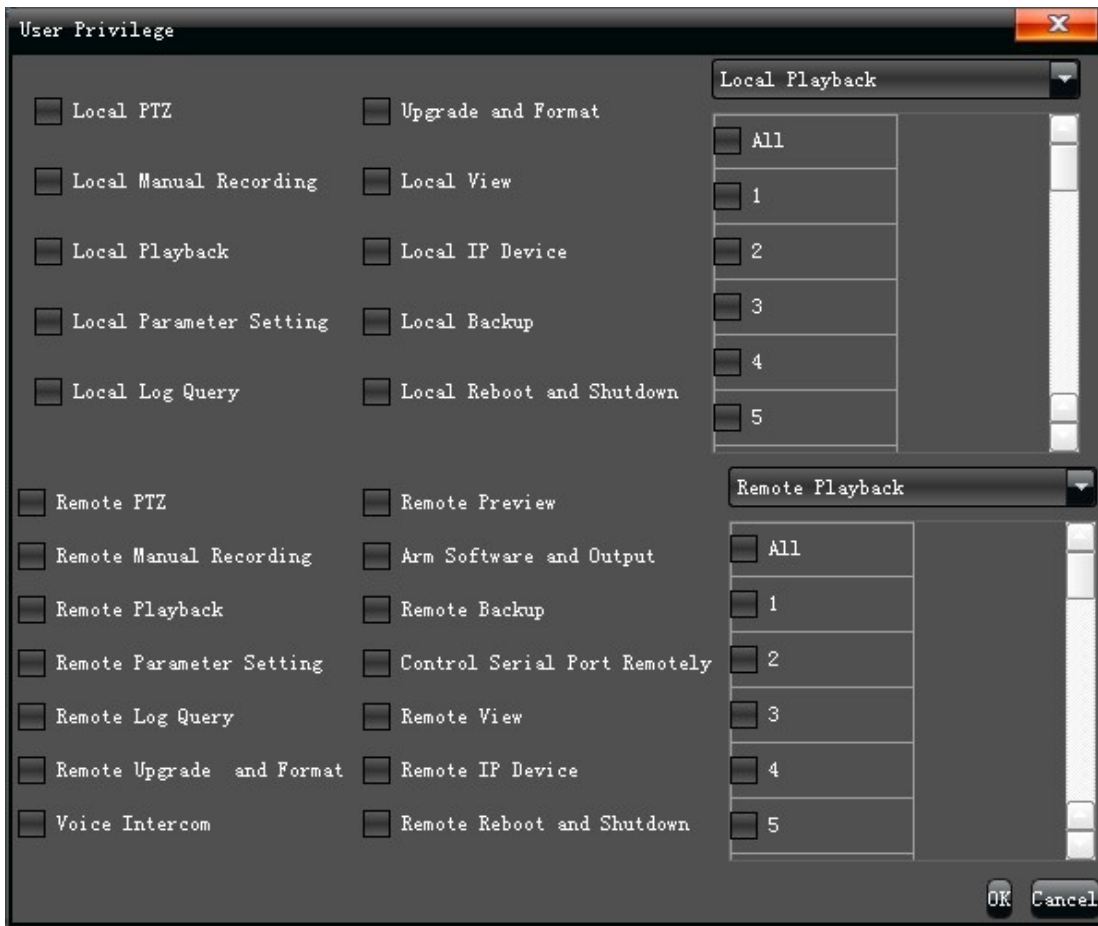 User Privilege
Local Playback
Local PTZ
Upgrade and Format
All
Local Manual Recording
Local View
1
Local Playback
Local IP Device
2
3
Local Parameter Setting
Local Backup
4
Local Log Query
Local Reboot and Shutdown
5
Remote Playback
Remote PTZ
Remote Preview
All
Remote Manual Recording
Arm Software and Output
1
Remote Playback
Remote Backup
2
Remote Parameter Setting
Control Serial Port Remotely
3
Remote Log Query
Remote View
4
Remote Upgrade and Format
Remote IP Device
5
Voice Intercom
Remote Reboot and Shutdown
OK
Cancel